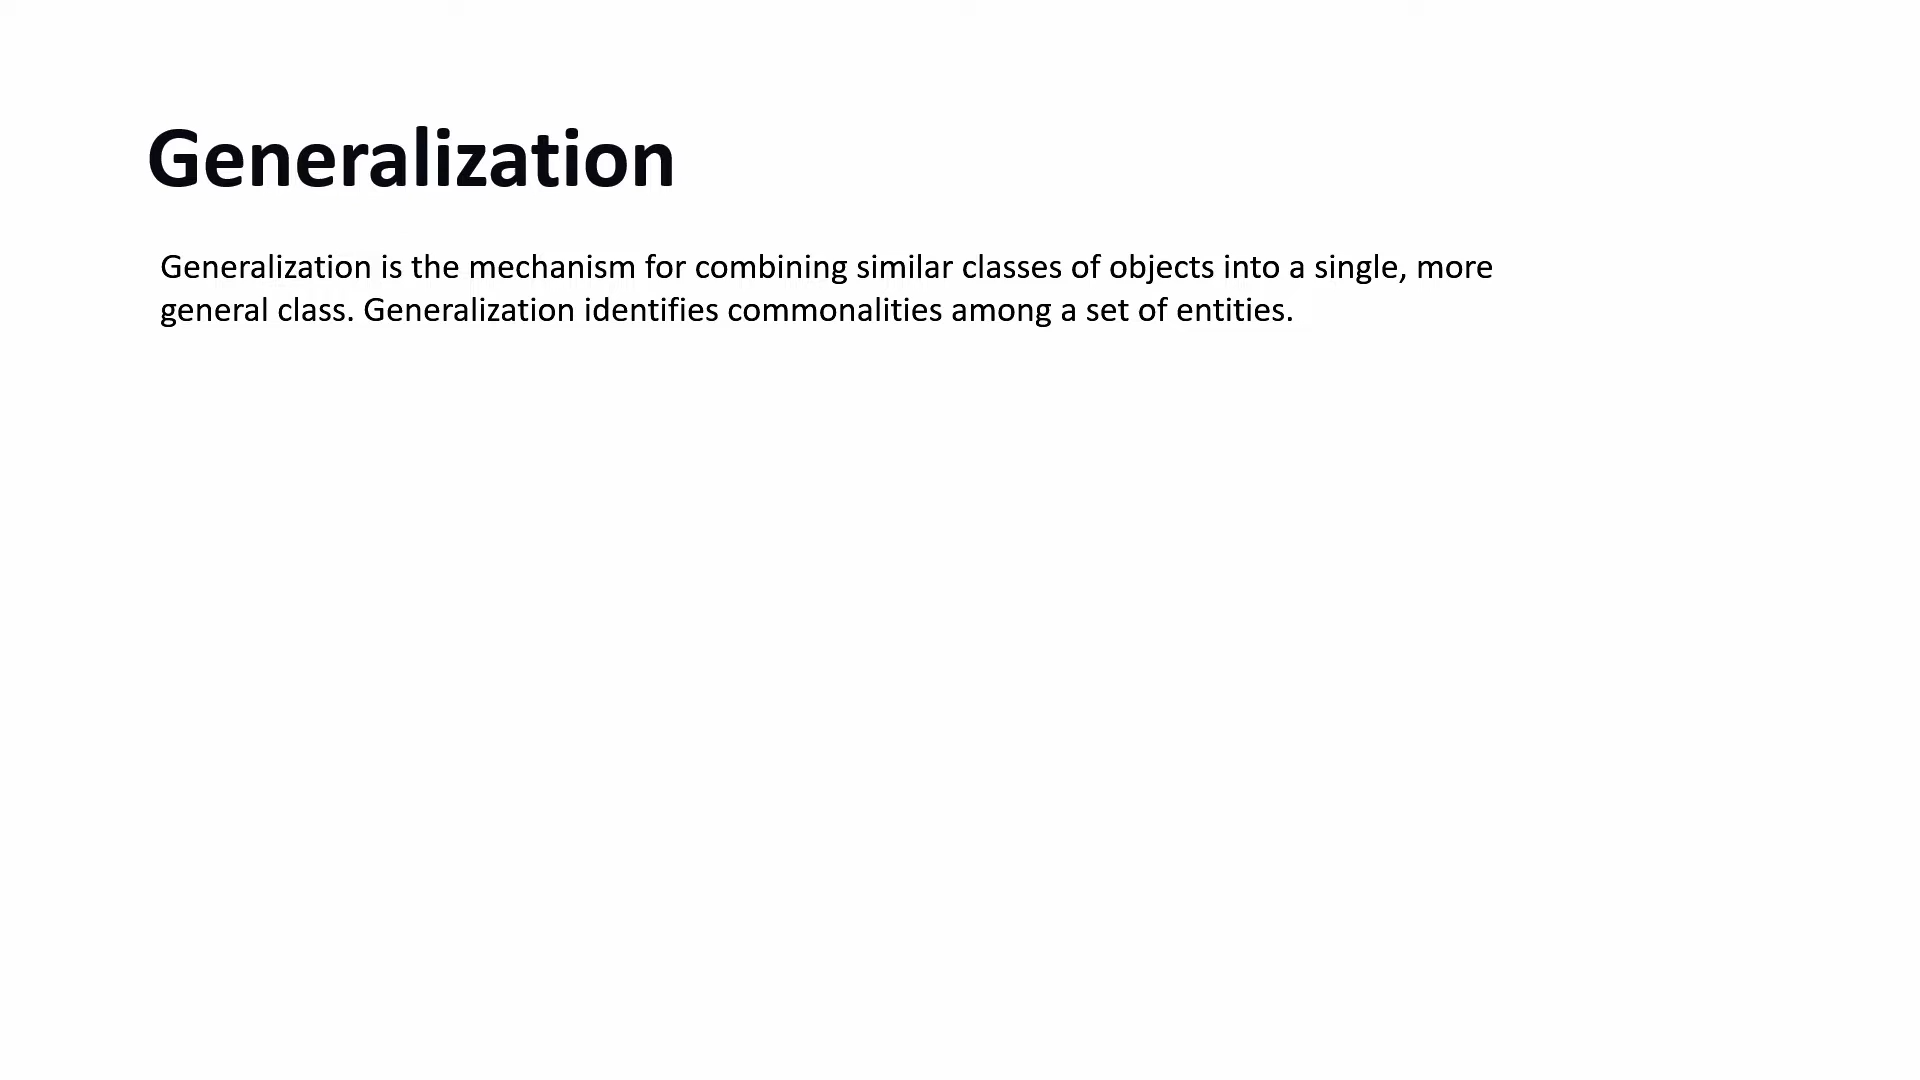 Generalization
Generalization is the mechanism for combining similar classes of objects into a single, more
general class. Generalization identifies commonalities among a set of entities.